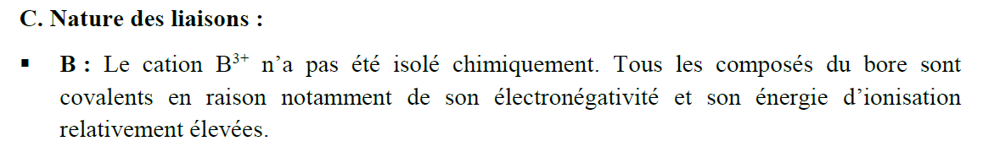 C. Nature des liaisons :
▪ B : Le cation B³⁺ n’a pas été isolé chimiquement. Tous les composés du bore sont
covalents en raison notamment de son électronégativité et son énergie d’ionisation
relativement élevées.